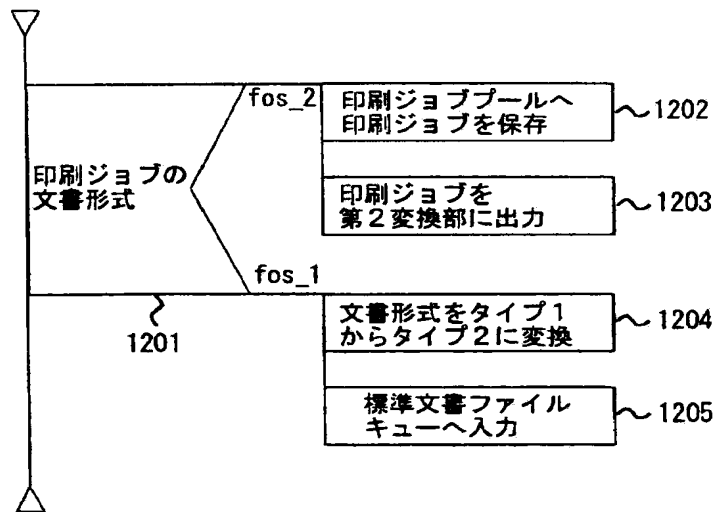 fos_2
印刷ジョブプールへ
印刷ジョブを保存
1202
印刷ジョブの
文書形式
印刷ジョブを
第2変換部に出力
1203
fos_1
1201
文書形式をタイプ1
からタイプ2に変換
1204
標準文書ファイル
キューへ入力
1205